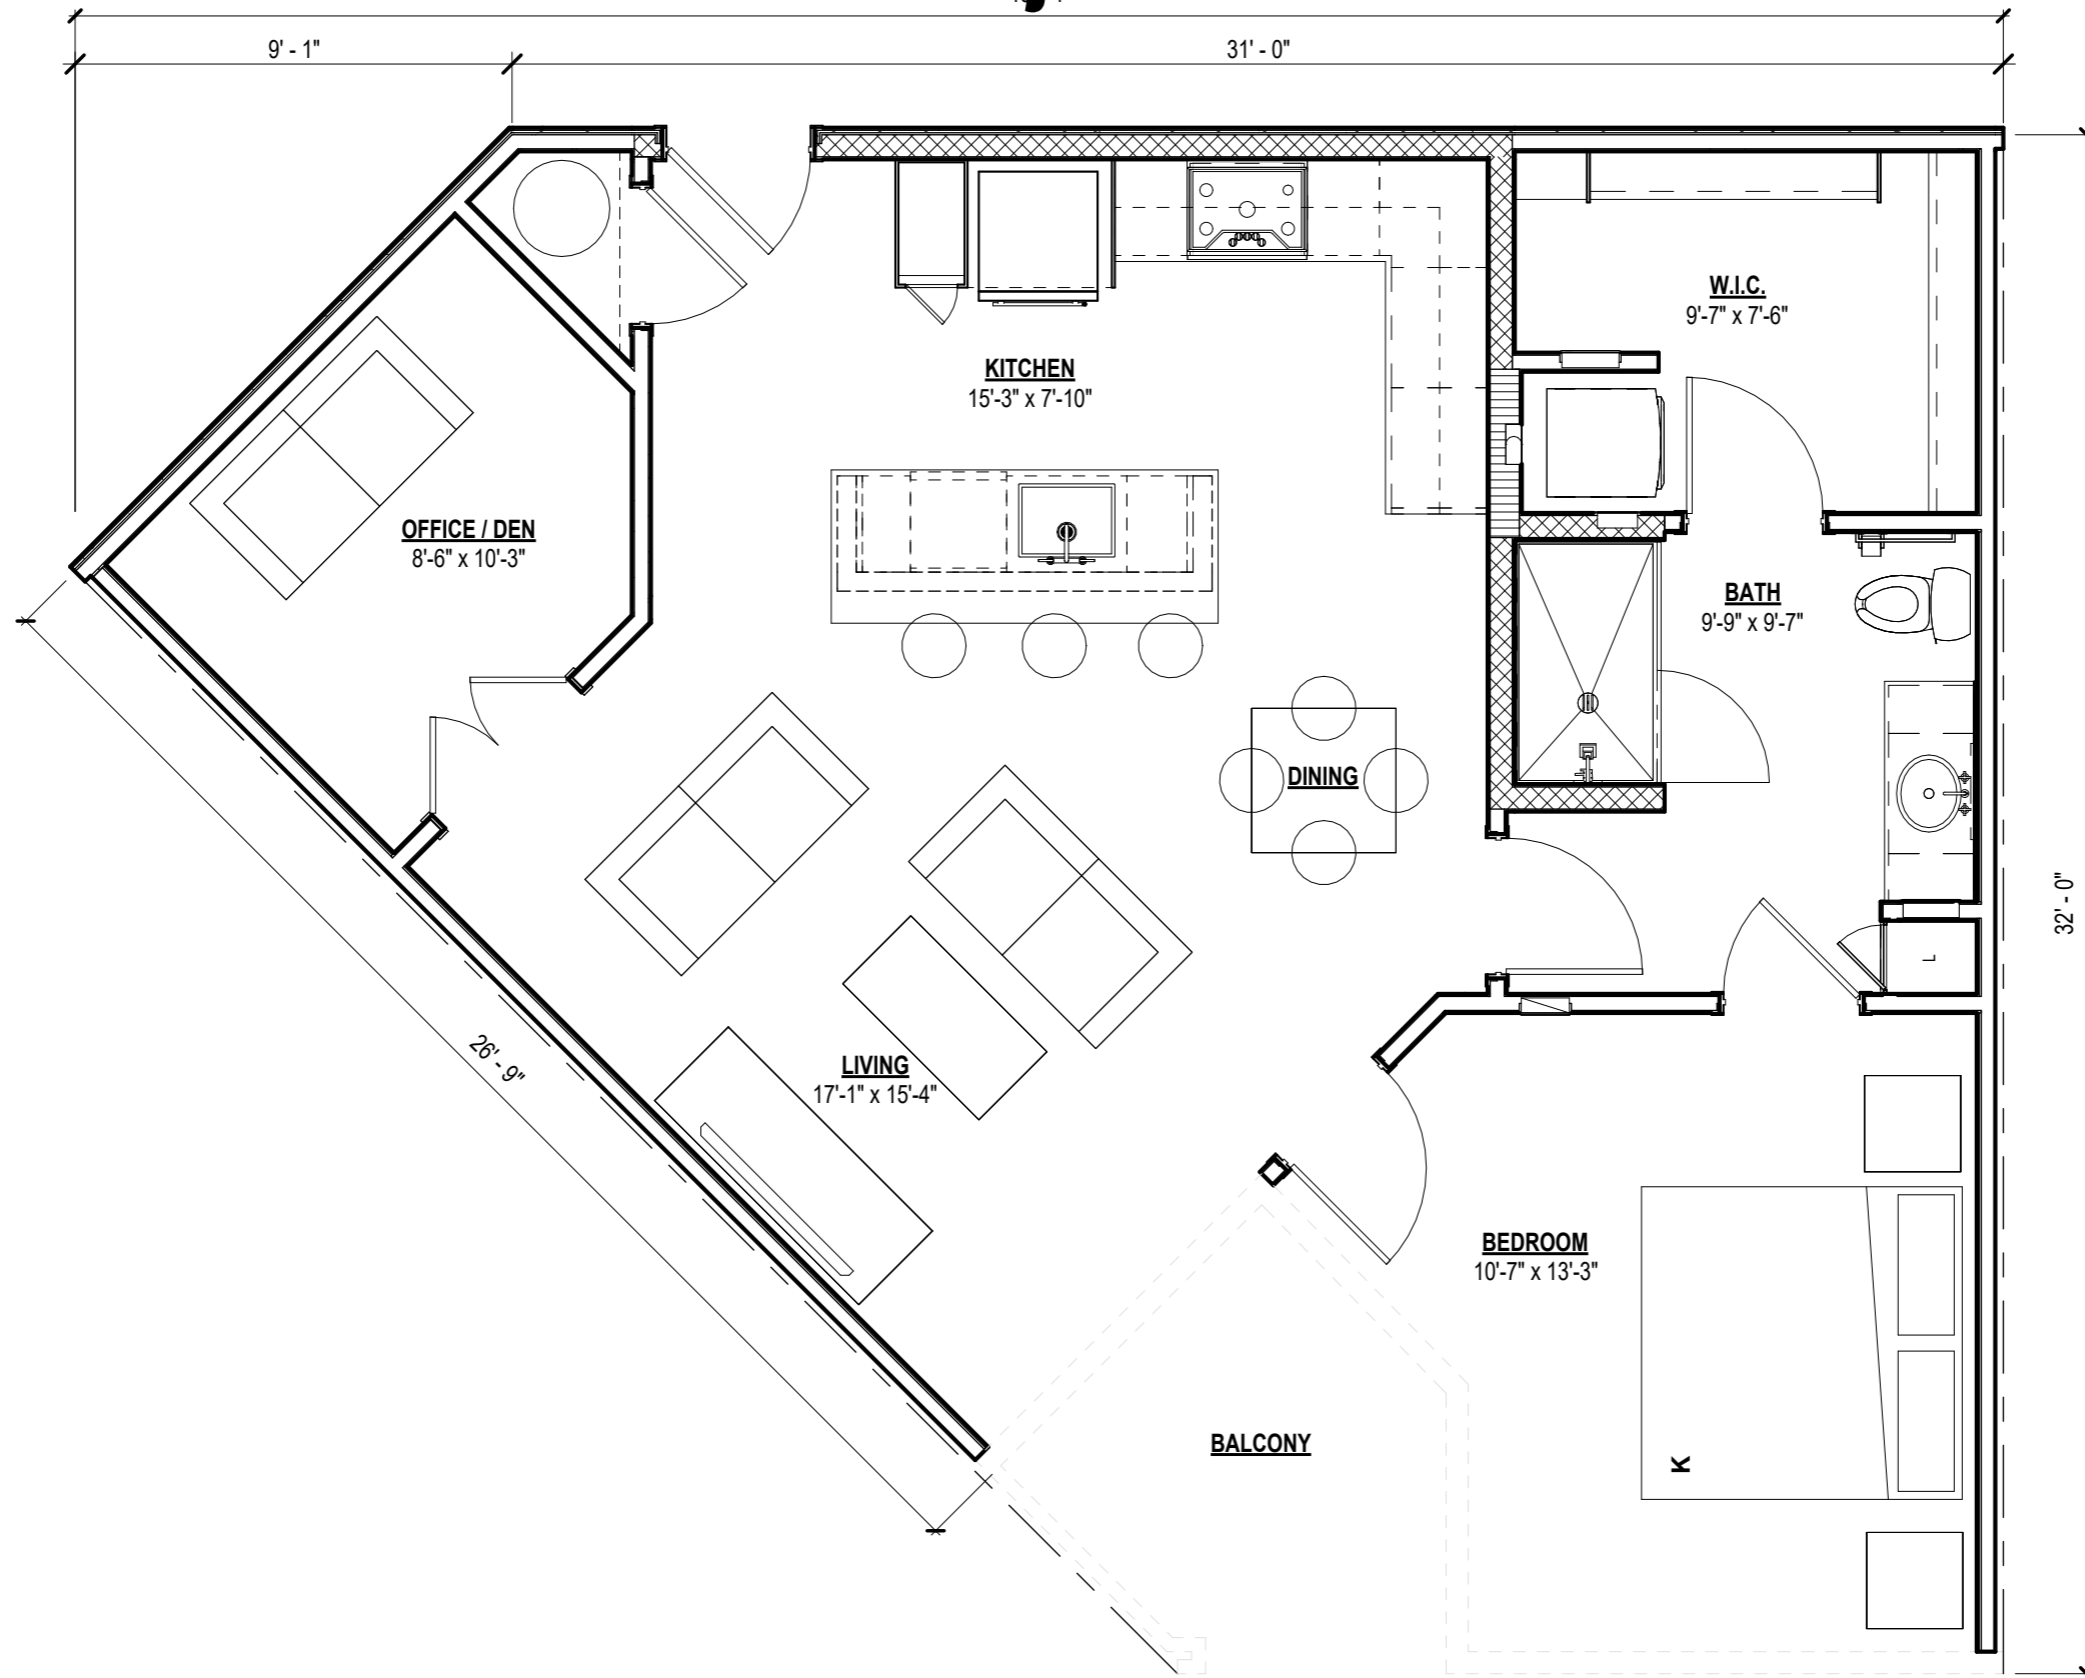 9' - 1"
31' - 0"
W.I.C.
9'-7" x 7'-6"
KITCHEN
15'-3" x 7'-10"
OFFICE / DEN
8'-6" x 10'-3"
BATH
9'-9" x 9'-7"
DINING
32' - 0"
L
26' - 9"
LIVING
17'-1" x 15'-4"
BEDROOM
10'-7" x 13'-3"
BALCONY
K